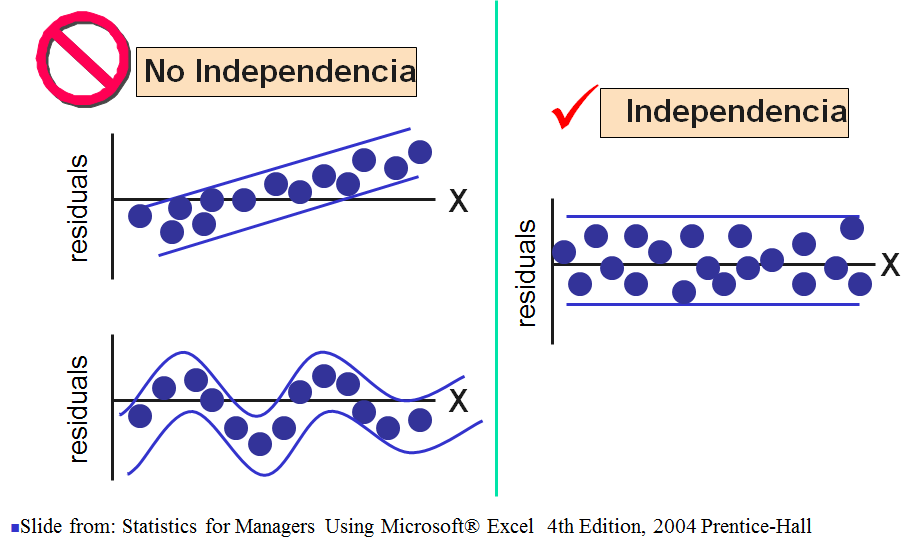 No Independencia
residuals
X
residuals
X
Independencia
residuals
X
Slide from: Statistics for Managers Using Microsoft® Excel 4th Edition, 2004 Prentice-Hall